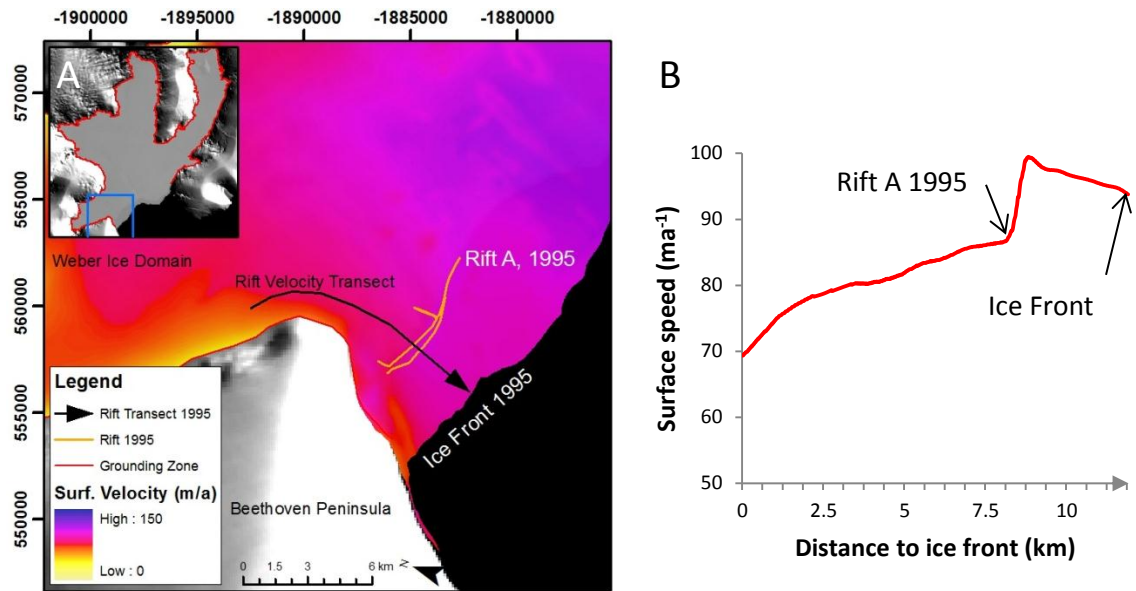 -1900000 -1895000 -1890000 -1885000 -1880000
A
570000
565000
560000
555000
550000
Weber Ice Domain
Rift Velocity Transect
Rift A, 1995
Ice Front 1995
Beethoven Peninsula
Legend
Rift Transect 1995
Rift 1995
Grounding Zone
Surf. Velocity (m/a)
High : 150
Low : 0
0 3 6 km
N
B
Surface speed (ma⁻¹)
100
90
80
70
60
50
Rift A 1995
Ice Front
0 2.5 5 7.5 10
Distance to ice front (km)